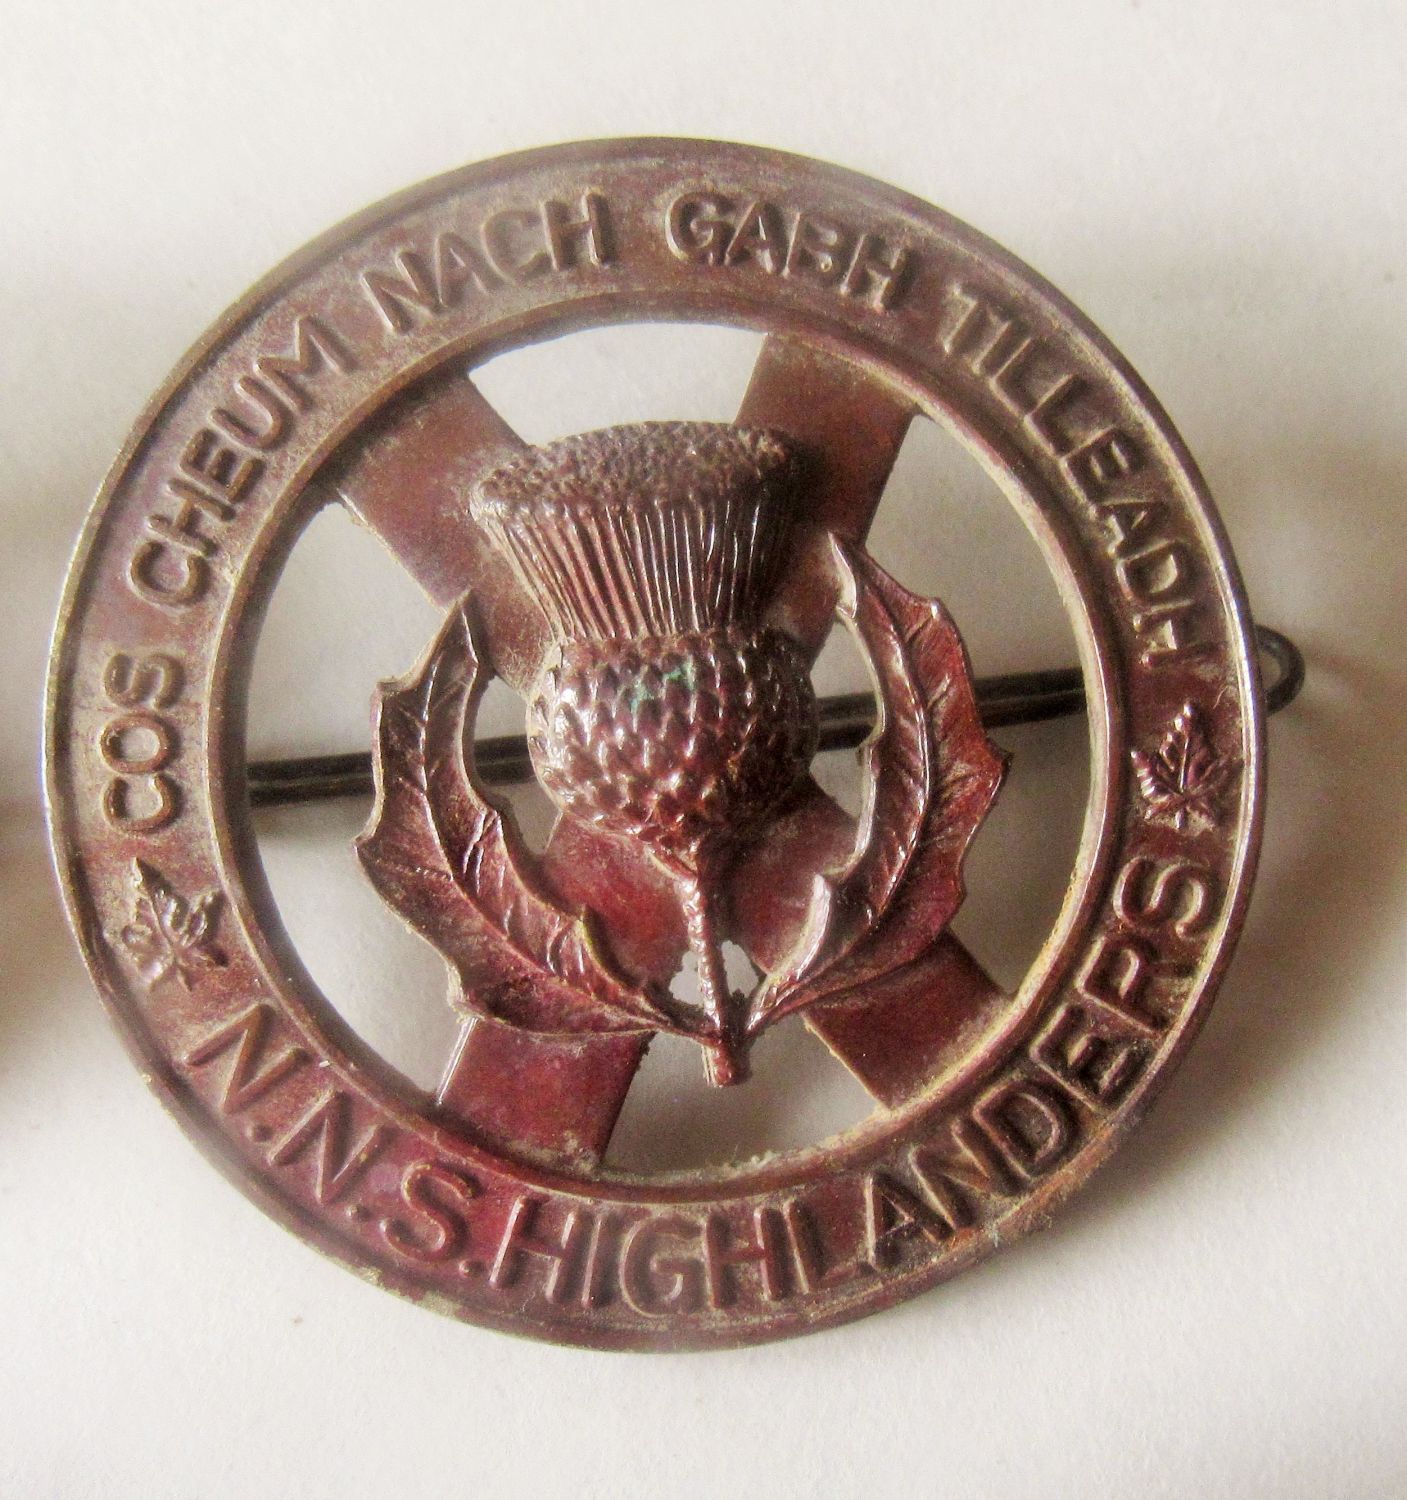 COS CHEUM NACH GABH TILLEADH
N.N.S. HIGHLANDERS